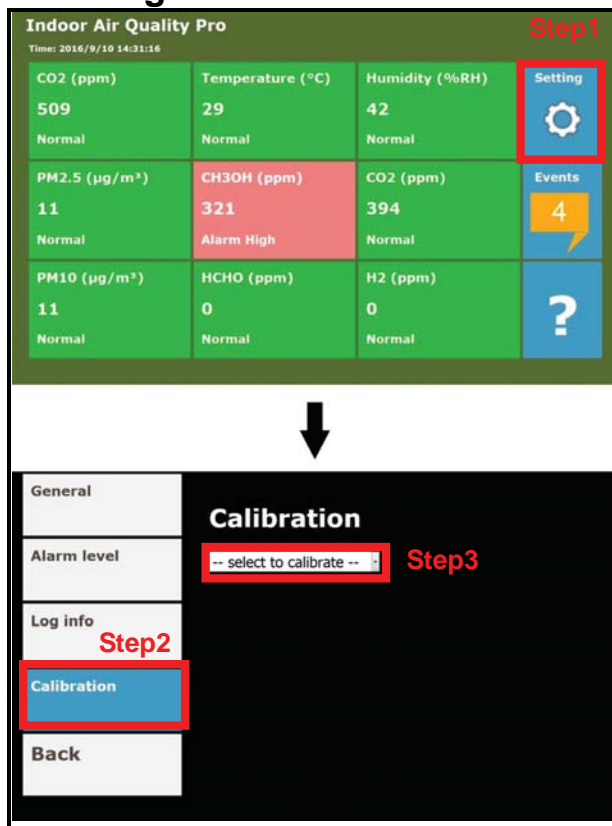 Indoor Air Quality Pro
Step1
Time: 2016/9/10 14:31:16
CO2 (ppm)
509
Normal
Temperature (°C)
29
Normal
Humidity (%RH)
42
Normal
Setting
PM2.5 (µg/m³)
11
Normal
CH3OH (ppm)
321
Alarm High
CO2 (ppm)
394
Normal
Events
4
PM10 (µg/m³)
11
Normal
HCHO (ppm)
0
Normal
H2 (ppm)
0
Normal
?
General
Alarm level
Log info
Step2
Calibration
Back
Calibration
-- select to calibrate --
Step3